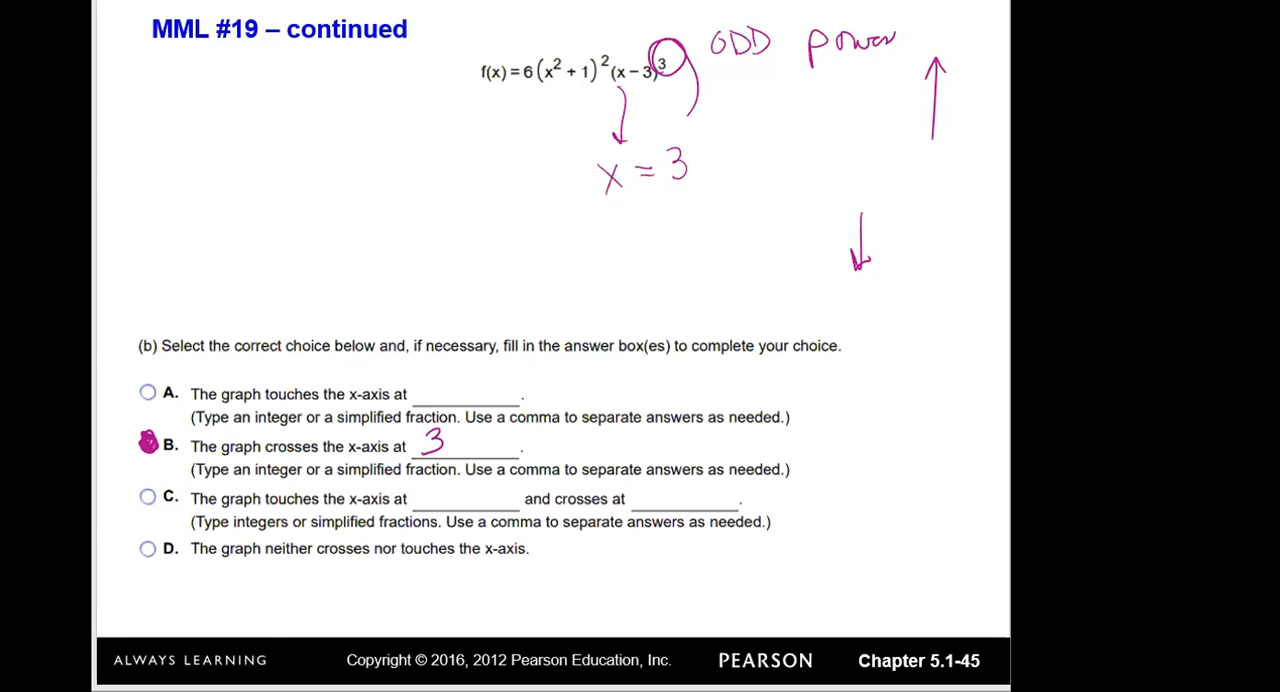 MML #19 – continued
ODD power
f(x) = 6(x² + 1)²(x – 3)³
x = 3
(b) Select the correct choice below and, if necessary, fill in the answer box(es) to complete your choice.
A. The graph touches the x-axis at ________.
(Type an integer or a simplified fraction. Use a comma to separate answers as needed.)
B. The graph crosses the x-axis at 3.
(Type an integer or a simplified fraction. Use a comma to separate answers as needed.)
C. The graph touches the x-axis at ________ and crosses at ________.
(Type integers or simplified fractions. Use a comma to separate answers as needed.)
D. The graph neither crosses nor touches the x-axis.
ALWAYS LEARNING Copyright © 2016, 2012 Pearson Education, Inc. PEARSON Chapter 5.1-45